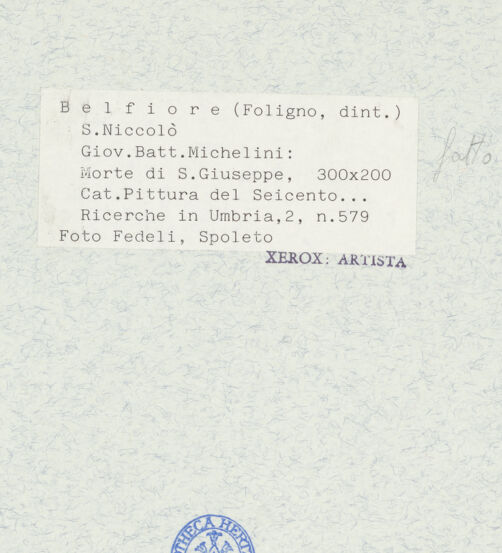 B e l f i o r e (Foligno, dint.)
S.Niccolò
Giov.Batt.Michelini:
Morte di S.Giuseppe, 300x200
Cat.Pittura del Seicento...
Ricerche in Umbria,2, n.579
Foto Fedeli, Spoleto
XEROX: ARTISTA
fatto